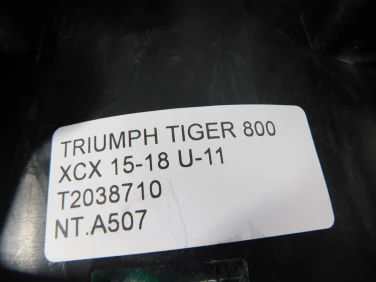 TRIUMPH TIGER 800
XCX 15-18 U-11
T2038710
NT.A507